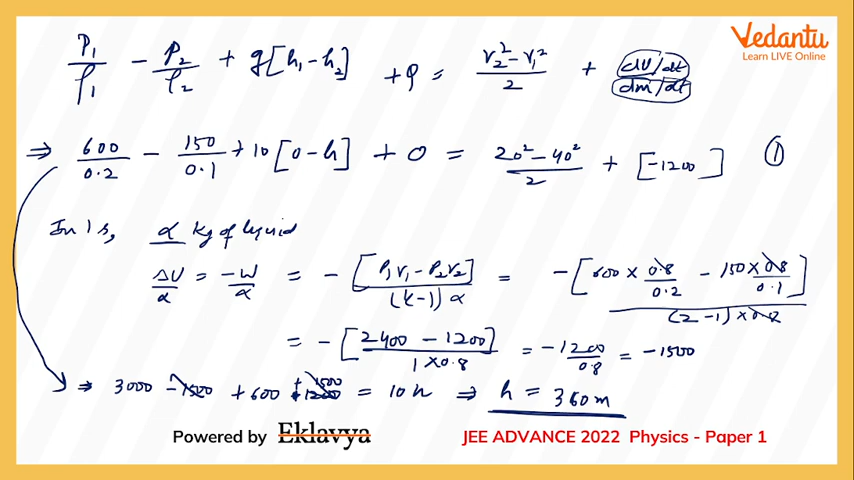 Vedantu
Learn LIVE Online
P₁/ρ₁ - P₂/ρ₂ + g[h₁-h₂] + Q = (v₂² - v₁²)/2 + (dU/dt)/(dm/dt)
⇒ 600/0.2 - 150/0.1 + 10[0-h] + 0 = (20² - 40²)/2 + [-1200] ①
In 1 s, α kg of liquid
ΔU/α = -W/α = -[P₁V₁-P₂V₂]/(γ-1)α = -[600 × 0.8/0.2 - 150 × 0.8/0.1]/(2-1)×0.8
= -[2400 - 1200]/1×0.8 = -1200/0.8 = -1500
⇒ 3000 - 1500 + 600 + 1500 = 10h ⇒ h = 360m
Powered by Eklavya
JEE ADVANCE 2022 Physics - Paper 1